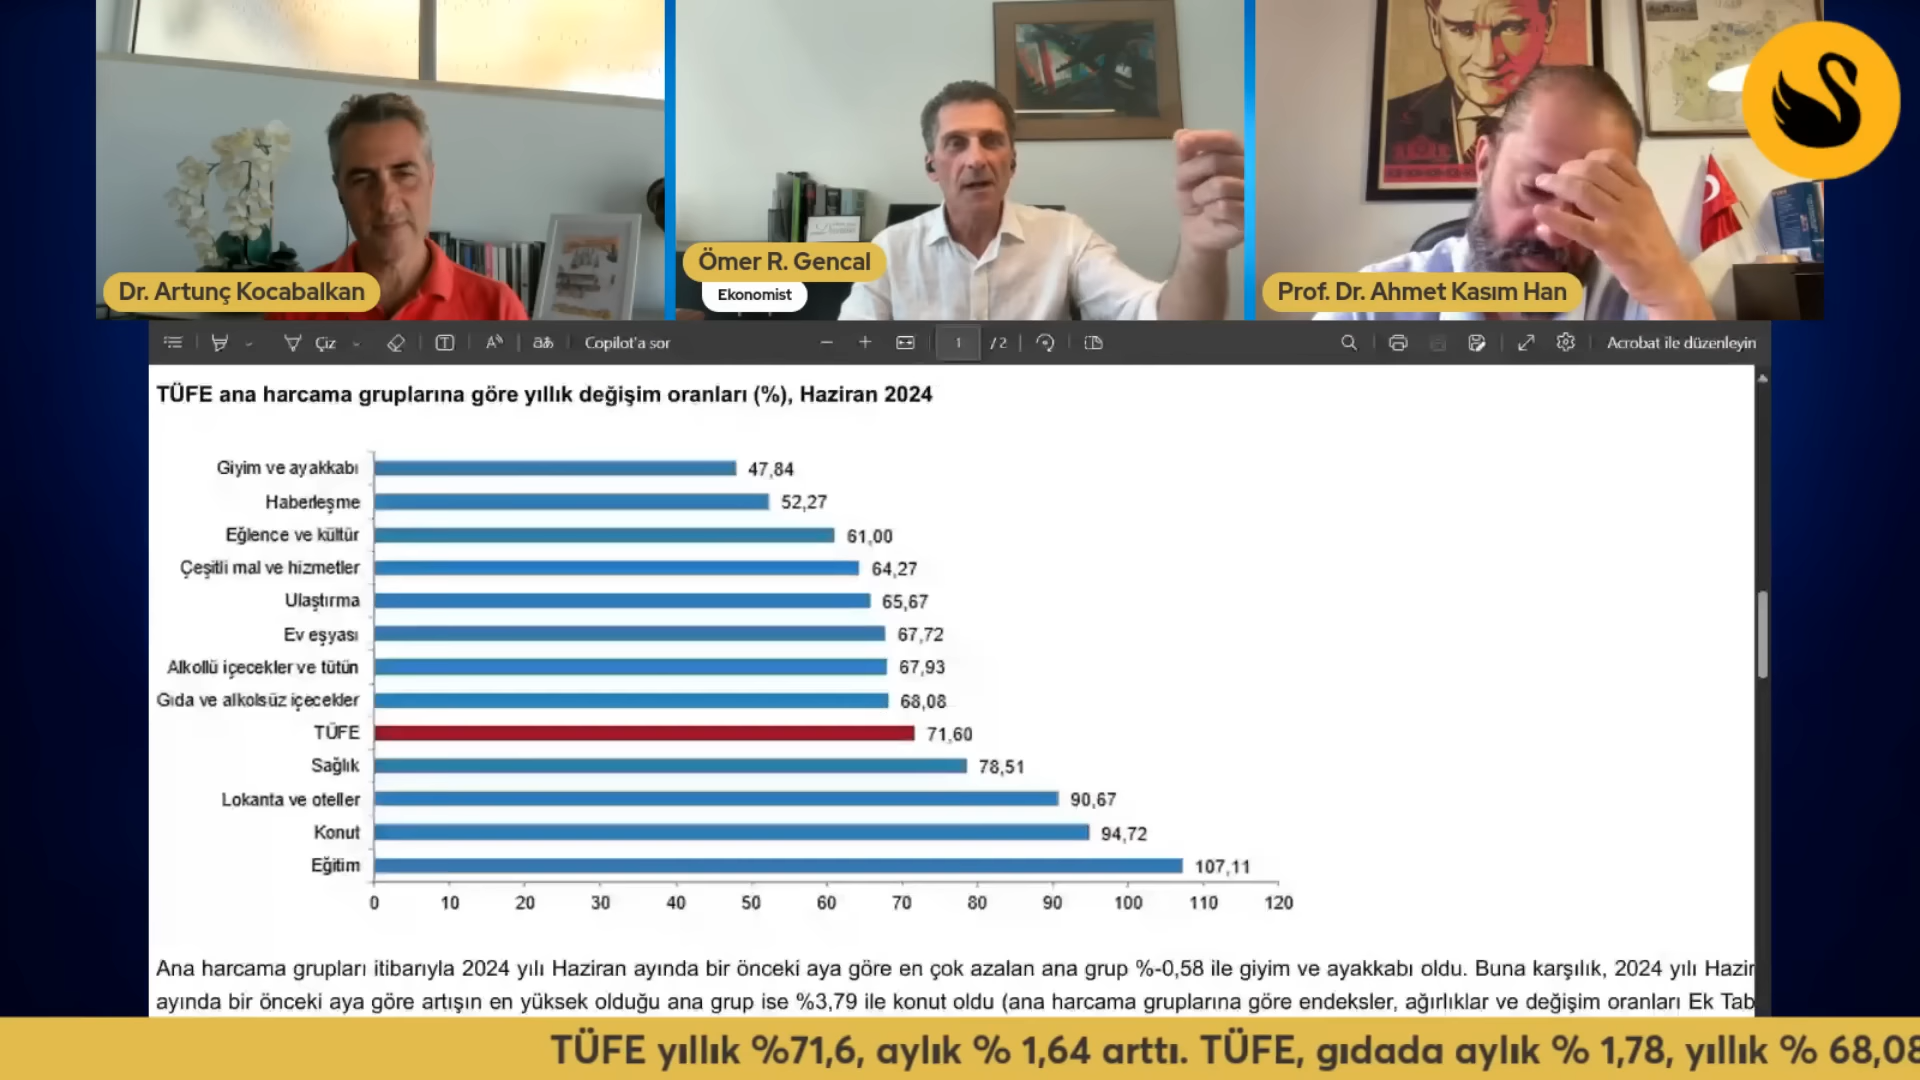 Dr. Artunç Kocabalkan
Ömer R. Gencal
Ekonomist
Prof. Dr. Ahmet Kasım Han
Çiz
Copilot'a sor
1 /2
Acrobat ile düzenleyin
TÜFE ana harcama gruplarına göre yıllık değişim oranları (%), Haziran 2024
Giyim ve ayakkabı 47,84
Haberleşme 52,27
Eğlence ve kültür 61,00
Çeşitli mal ve hizmetler 64,27
Ulaştırma 65,67
Ev eşyası 67,72
Alkollü içecekler ve tütün 67,93
Gıda ve alkolsüz içecekler 68,08
TÜFE 71,60
Sağlık 78,51
Lokanta ve oteller 90,67
Konut 94,72
Eğitim 107,11
0 10 20 30 40 50 60 70 80 90 100 110 120
Ana harcama grupları itibarıyla 2024 yılı Haziran ayında bir önceki aya göre en çok azalan ana grup %-0,58 ile giyim ve ayakkabı oldu. Buna karşılık, 2024 yılı Hazir
ayında bir önceki aya göre artışın en yüksek olduğu ana grup ise %3,79 ile konut oldu (ana harcama gruplarına göre endeksler, ağırlıklar ve değişim oranları Ek Tab
TÜFE yıllık %71,6, aylık % 1,64 arttı. TÜFE, gıdada aylık % 1,78, yıllık % 68,08